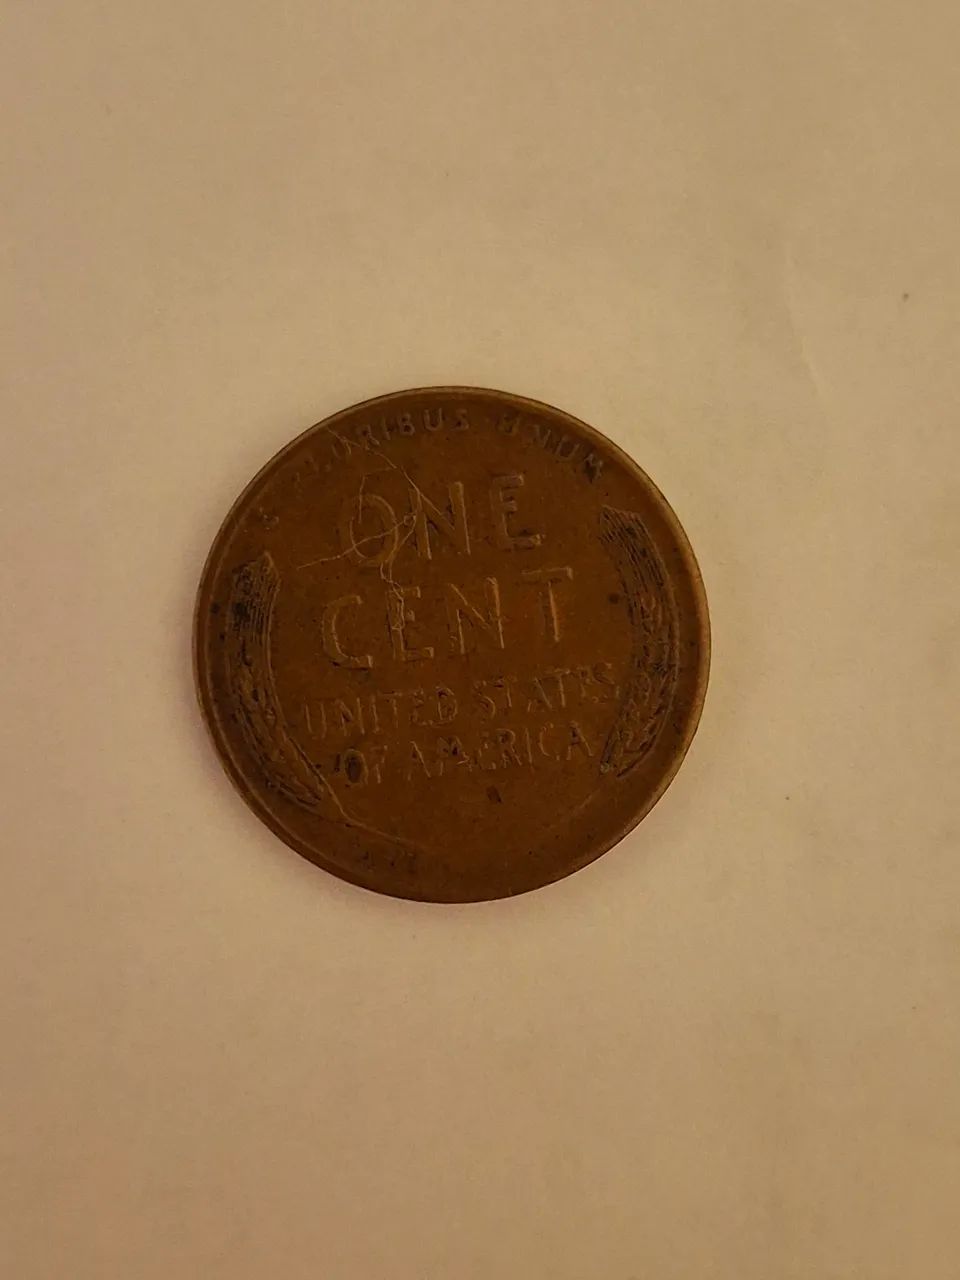 E PLURIBUS UNUM
ONE
CENT
UNITED STATES
OF AMERICA